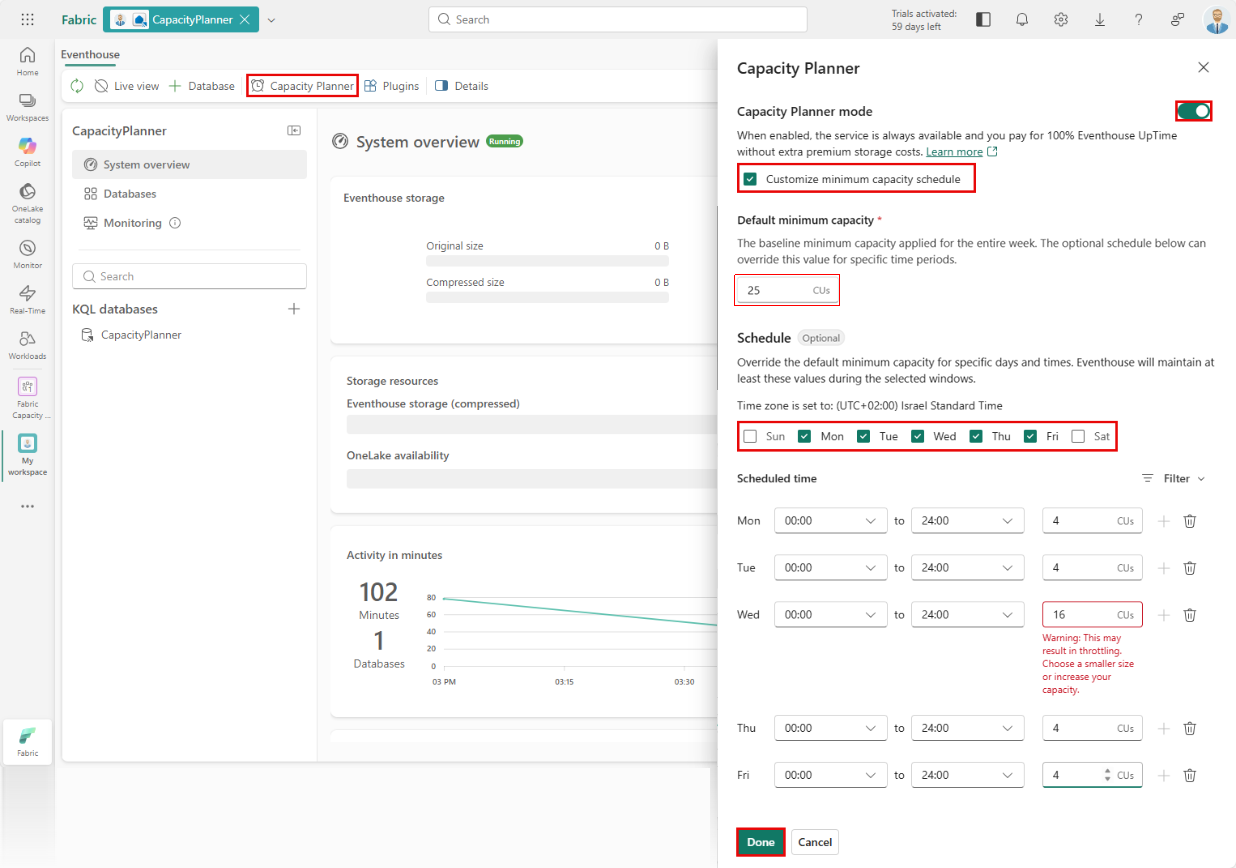 Fabric
CapacityPlanner
Search
Trials activated:
59 days left
Home
Workspaces
Copilot
OneLake
catalog
Monitor
Real-Time
Workloads
Fabric
Capacity ...
My
workspace
Fabric
Eventhouse
Live view
Database
Capacity Planner
Plugins
Details
CapacityPlanner
System overview
Databases
Monitoring
Search
KQL databases
CapacityPlanner
System overview Running
Eventhouse storage
Original size 0 B
Compressed size 0 B
Storage resources
Eventhouse storage (compressed)
OneLake availability
Activity in minutes
102
Minutes
1
Databases
80
60
40
20
0
03 PM 03:15 03:30
Capacity Planner
Capacity Planner mode
When enabled, the service is always available and you pay for 100% Eventhouse UpTime
without extra premium storage costs. Learn more
Customize minimum capacity schedule
Default minimum capacity *
The baseline minimum capacity applied for the entire week. The optional schedule below can
override this value for specific time periods.
25 CUs
Schedule Optional
Override the default minimum capacity for specific days and times. Eventhouse will maintain at
least these values during the selected windows.
Time zone is set to: (UTC+02:00) Israel Standard Time
Sun Mon Tue Wed Thu Fri Sat
Scheduled time Filter
Mon 00:00 to 24:00 4 CUs
Tue 00:00 to 24:00 4 CUs
Wed 00:00 to 24:00 16 CUs
Warning: This may
result in throttling.
Choose a smaller size
or increase your
capacity.
Thu 00:00 to 24:00 4 CUs
Fri 00:00 to 24:00 4 CUs
Done Cancel